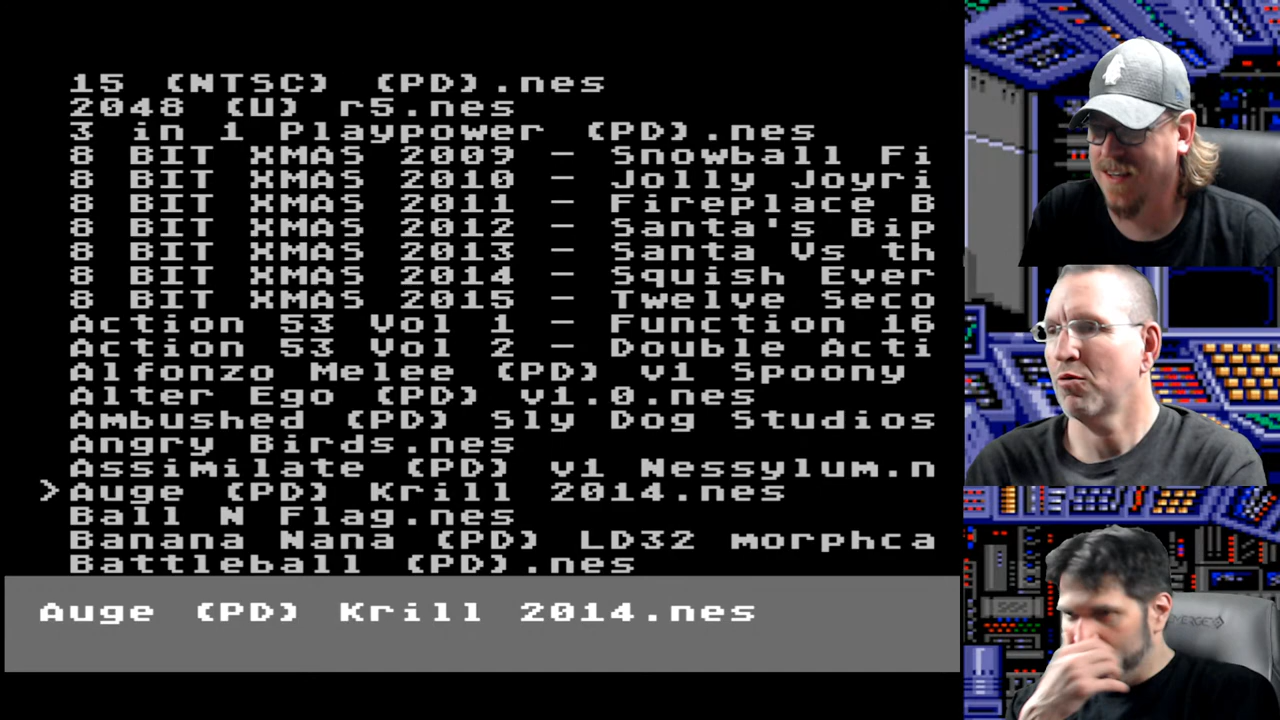 15 (NTSC) (PD).nes
2048 (U) r5.nes
3 in 1 Playpower (PD).nes
8 BIT XMAS 2009 - Snowball Fi
8 BIT XMAS 2010 - Jolly Joyri
8 BIT XMAS 2011 - Fireplace B
8 BIT XMAS 2012 - Santa's Bip
8 BIT XMAS 2013 - Santa Vs th
8 BIT XMAS 2014 - Squish Ever
8 BIT XMAS 2015 - Twelve Seco
Action 53 Vol 1 - Function 16
Action 53 Vol 2 - Double Acti
Alfonzo Melee (PD) v1 Spoony
Alter Ego (PD) v1.0.nes
Ambushed (PD) Sly Dog Studios
Angry Birds.nes
Assimilate (PD) v1 Nessylum.n
>Auge (PD) Krill 2014.nes
Ball N Flag.nes
Banana Nana (PD) LD32 morphca
Battleball (PD).nes
Auge (PD) Krill 2014.nes